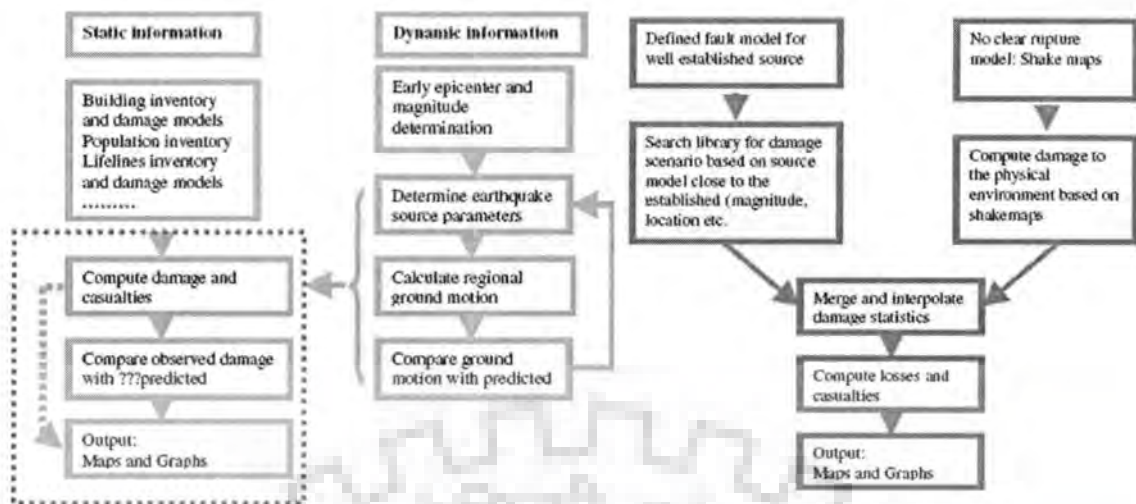 Static information
Building inventory
and damage models
Population inventory
Lifelines inventory
and damage models
.........
Compute damage and
casualties
Compare observed damage
with ???predicted
Output:
Maps and Graphs
Dynamic information
Early epicenter and
magnitude
determination
Determine earthquake
source parameters
Calculate regional
ground motion
Compare ground
motion with predicted
Defined fault model for
well established source
Search library for damage
scenario based on source
model close to the
established (magnitude,
location etc.
No clear rupture
model: Shake maps
Compute damage to
the physical
environment based on
shakemaps
Merge and interpolate
damage statistics
Compute losses and
casualties
Output:
Maps and Graphs